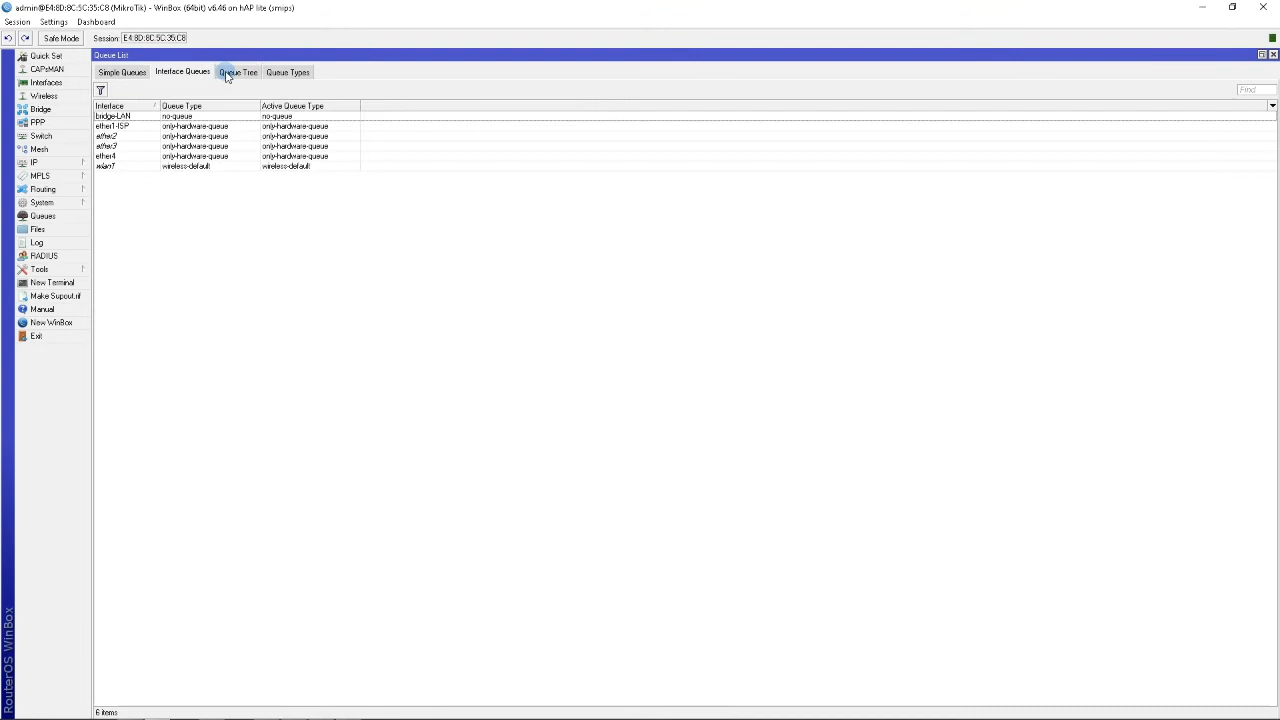 admin@E4:8D:8C:5C:35:C8 (MikroTik) - WinBox (64bit) v6.46 on hAP lite (smips)
Session Settings Dashboard
Safe Mode Session: E4:8D:8C:5C:35:C8
Quick Set
CAPsMAN
Interfaces
Wireless
Bridge
PPP
Switch
Mesh
IP
MPLS
Routing
System
Queues
Files
Log
RADIUS
Tools
New Terminal
Make Supout.rif
Manual
New WinBox
Exit
RouterOS WinBox
Queue List
Simple Queues Interface Queues Queue Tree Queue Types
Find
Interface / Queue Type Active Queue Type
bridge-LAN no-queue no-queue
ether1-ISP only-hardware-queue only-hardware-queue
ether2 only-hardware-queue only-hardware-queue
ether3 only-hardware-queue only-hardware-queue
ether4 only-hardware-queue only-hardware-queue
wlan1 wireless-default wireless-default
6 items